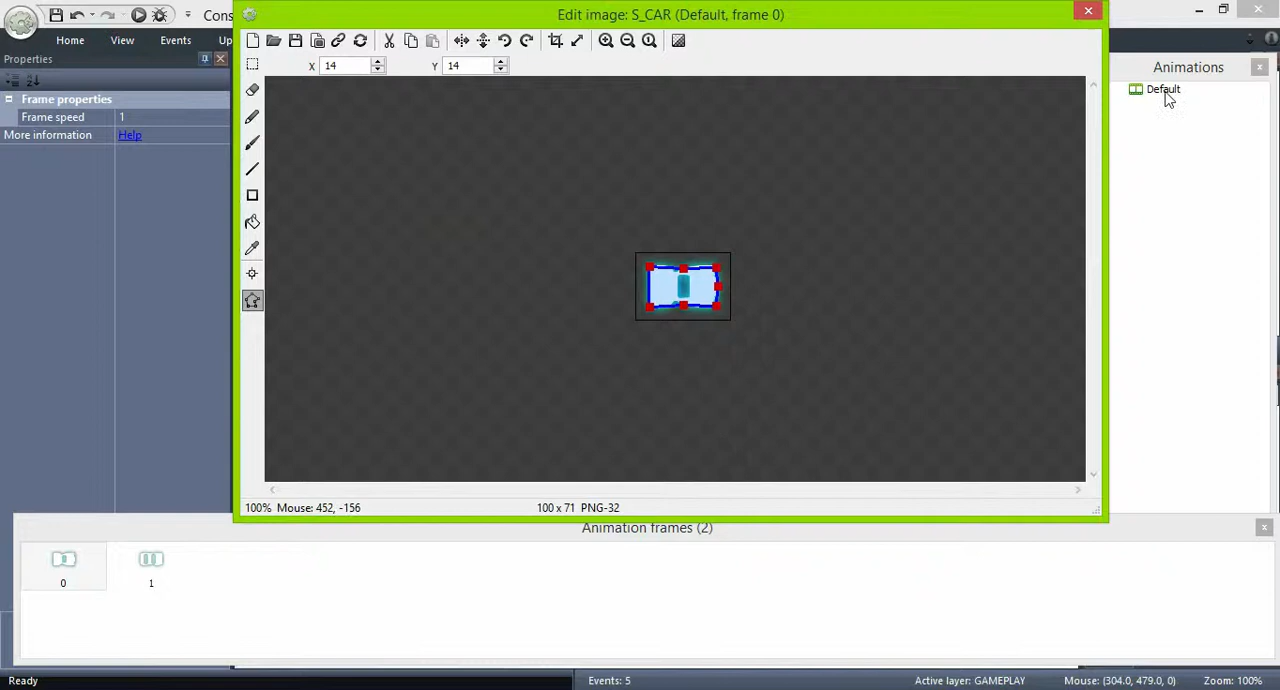 Cons
Edit image: S_CAR (Default, frame 0)
Home View Events Up
Properties
X 14 Y 14
Animations
Default
Frame properties
Frame speed 1
More information Help
100% Mouse: 452, -156 100 x 71 PNG-32
Animation frames (2)
0 1
Ready Events: 5 Active layer: GAMEPLAY Mouse: (304.0, 479.0, 0) Zoom: 100%